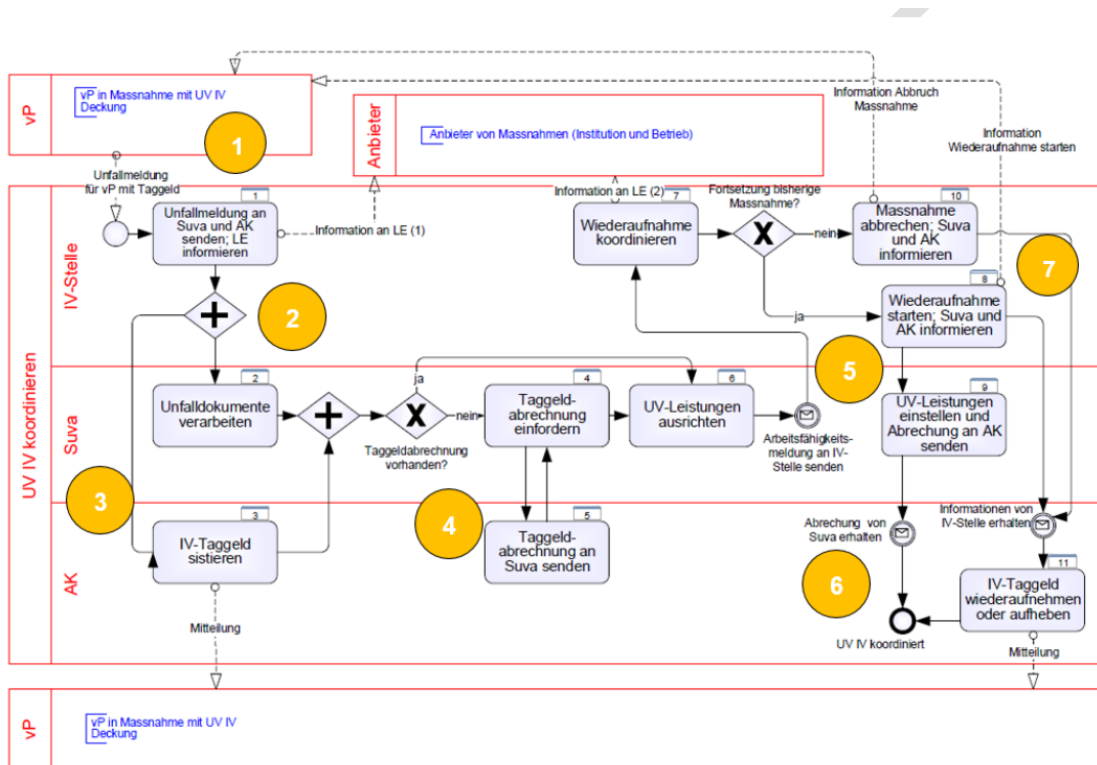 vP
vP in Massnahme mit UV IV
Deckung
1
Anbieter
Anbieter von Massnahmen (Institution und Betrieb)
Information Abbruch
Massnahme
Information
Wiederaufnahme starten
Unfallmeldung
für vP mit Taggeld
UV IV koordinieren
IV-Stelle
1
Unfallmeldung an
Suva und AK
senden; LE
informieren
Information an LE (1)
2
Information an LE (2)
7
Wiederaufnahme
koordinieren
Fortsetzung bisherige
Massnahme?
nein
ja
10
Massnahme
abbrechen; Suva
und AK
informieren
7
8
Wiederaufnahme
starten; Suva und
AK informieren
5
Suva
2
Unfalldokumente
verarbeiten
ja
nein
Taggeldabrechnung
vorhanden?
4
Taggeld-
abrechnung
einfordern
6
UV-Leistungen
ausrichten
Arbeitsfähigkeits-
meldung an IV-
Stelle senden
9
UV-Leistungen
einstellen und
Abrechung an AK
senden
3
4
AK
3
IV-Taggeld
sistieren
Mitteilung
5
Taggeld-
abrechnung an
Suva senden
Abrechung von
Suva erhalten
Informationen von
IV-Stelle erhalten
6
11
IV-Taggeld
wiederaufnehmen
oder aufheben
UV IV koordiniert
Mitteilung
vP
vP in Massnahme mit UV IV
Deckung